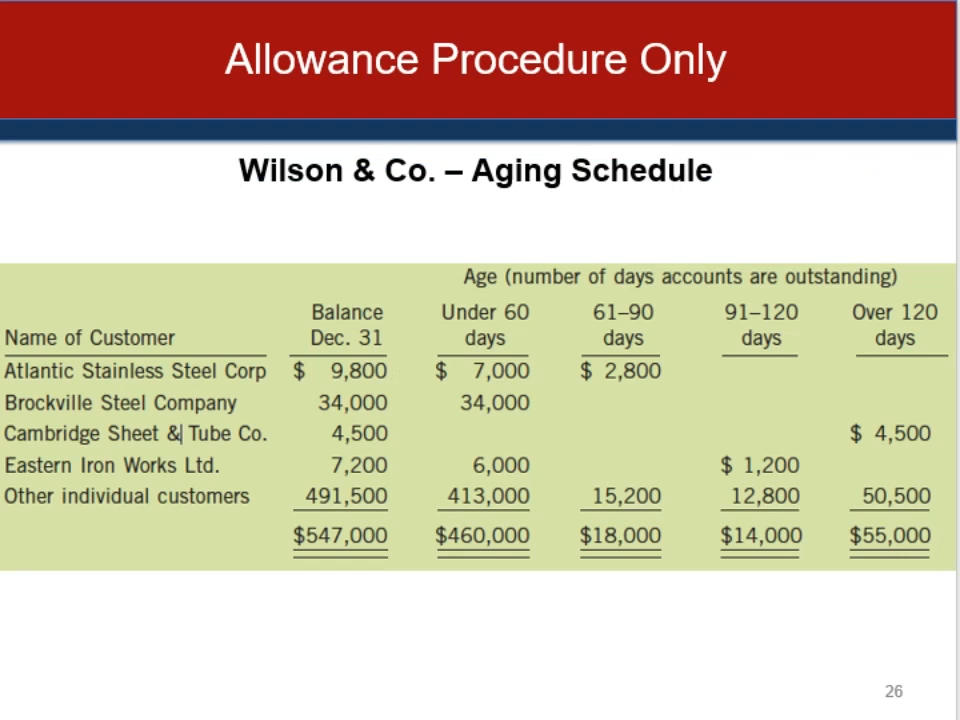 Allowance Procedure Only
Wilson & Co. – Aging Schedule
Age (number of days accounts are outstanding)
Balance Under 60 61–90 91–120 Over 120
Name of Customer Dec. 31 days days days days
Atlantic Stainless Steel Corp $ 9,800 $ 7,000 $ 2,800
Brockville Steel Company 34,000 34,000
Cambridge Sheet & Tube Co. 4,500 $ 4,500
Eastern Iron Works Ltd. 7,200 6,000 $ 1,200
Other individual customers 491,500 413,000 15,200 12,800 50,500
$547,000 $460,000 $18,000 $14,000 $55,000
26